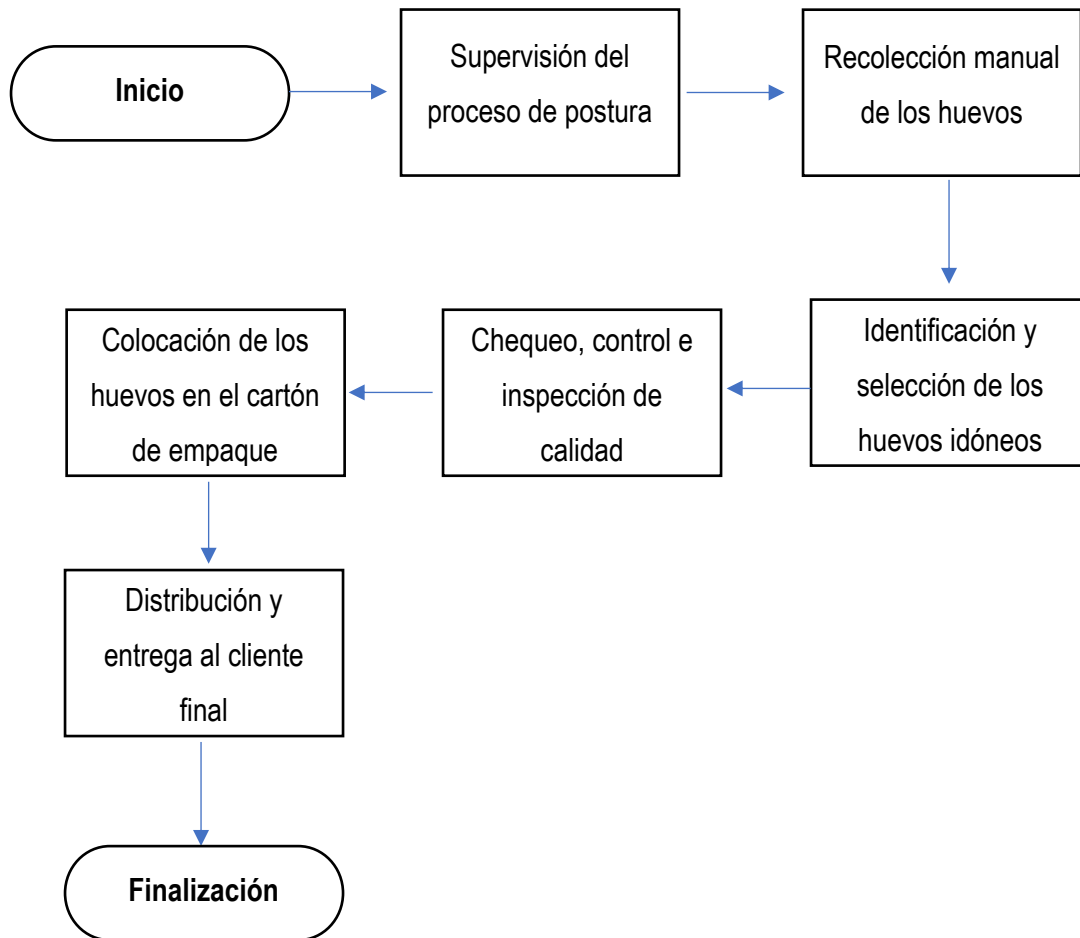 Inicio
Supervisión del
proceso de postura
Recolección manual
de los huevos
Identificación y
selección de los
huevos idóneos
Chequeo, control e
inspección de
calidad
Colocación de los
huevos en el cartón
de empaque
Distribución y
entrega al cliente
final
Finalización